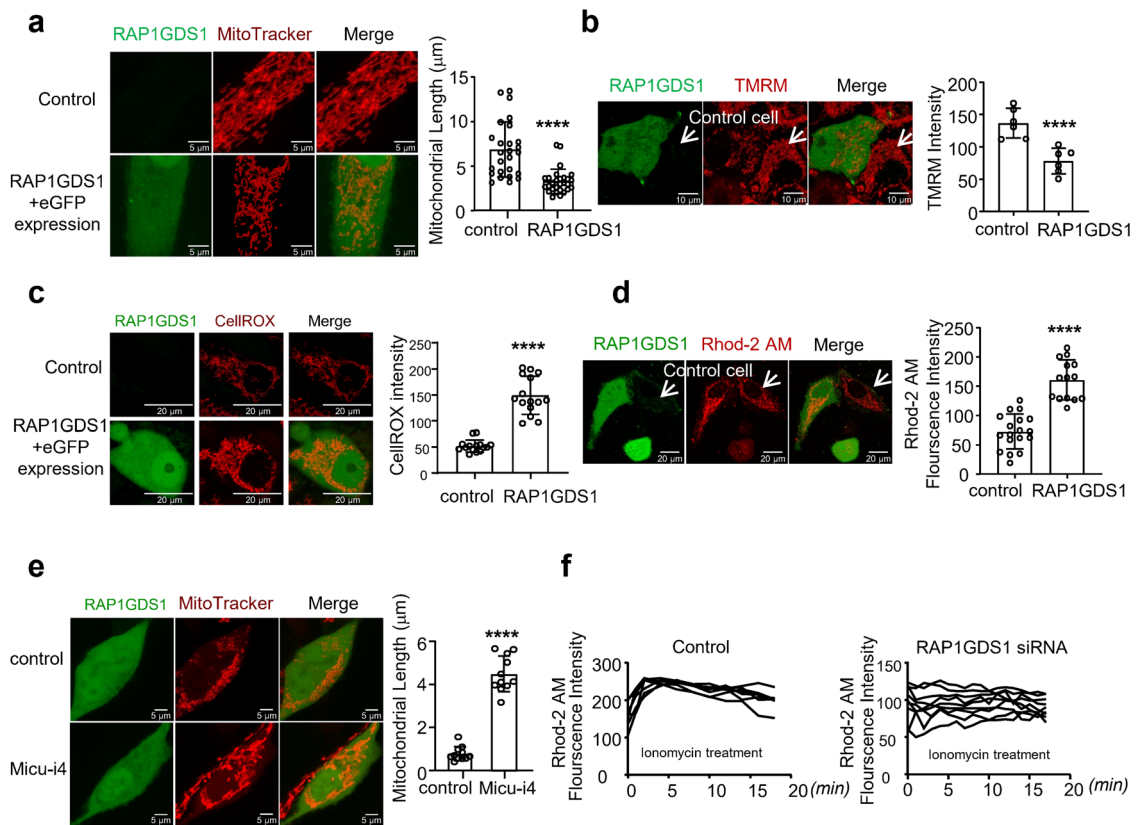 a
RAP1GDS1 MitoTracker Merge
Control
5 µm 5 µm 5 µm
RAP1GDS1
+eGFP
expression
5 µm 5 µm 5 µm
Mitochondrial Length (µm)
15
10
5
0
****
control RAP1GDS1
b
RAP1GDS1 TMRM Merge
Control cell
10 µm 10 µm 10 µm
TMRM Intensity
200
150
100
50
0
****
control RAP1GDS1
c
RAP1GDS1 CellROX Merge
Control
20 µm 20 µm 20 µm
RAP1GDS1
+eGFP
expression
20 µm 20 µm 20 µm
CellROX intensity
250
200
150
100
50
0
****
control RAP1GDS1
d
RAP1GDS1 Rhod-2 AM Merge
Control cell
20 µm 20 µm 20 µm
Rhod-2 AM
Flourscence Intensity
250
200
150
100
50
0
****
control RAP1GDS1
e
RAP1GDS1 MitoTracker Merge
control
5 µm 5 µm 5 µm
Micu-i4
5 µm 5 µm 5 µm
Mitochondrial Length (µm)
6
4
2
0
****
control Micu-i4
f
Control
Rhod-2 AM
Flourscence Intensity
300
200
100
0
Ionomycin treatment
0 5 10 15 20 (min)
RAP1GDS1 siRNA
Rhod-2 AM
Flourscence Intensity
150
100
50
0
Ionomycin treatment
0 5 10 15 20 (min)